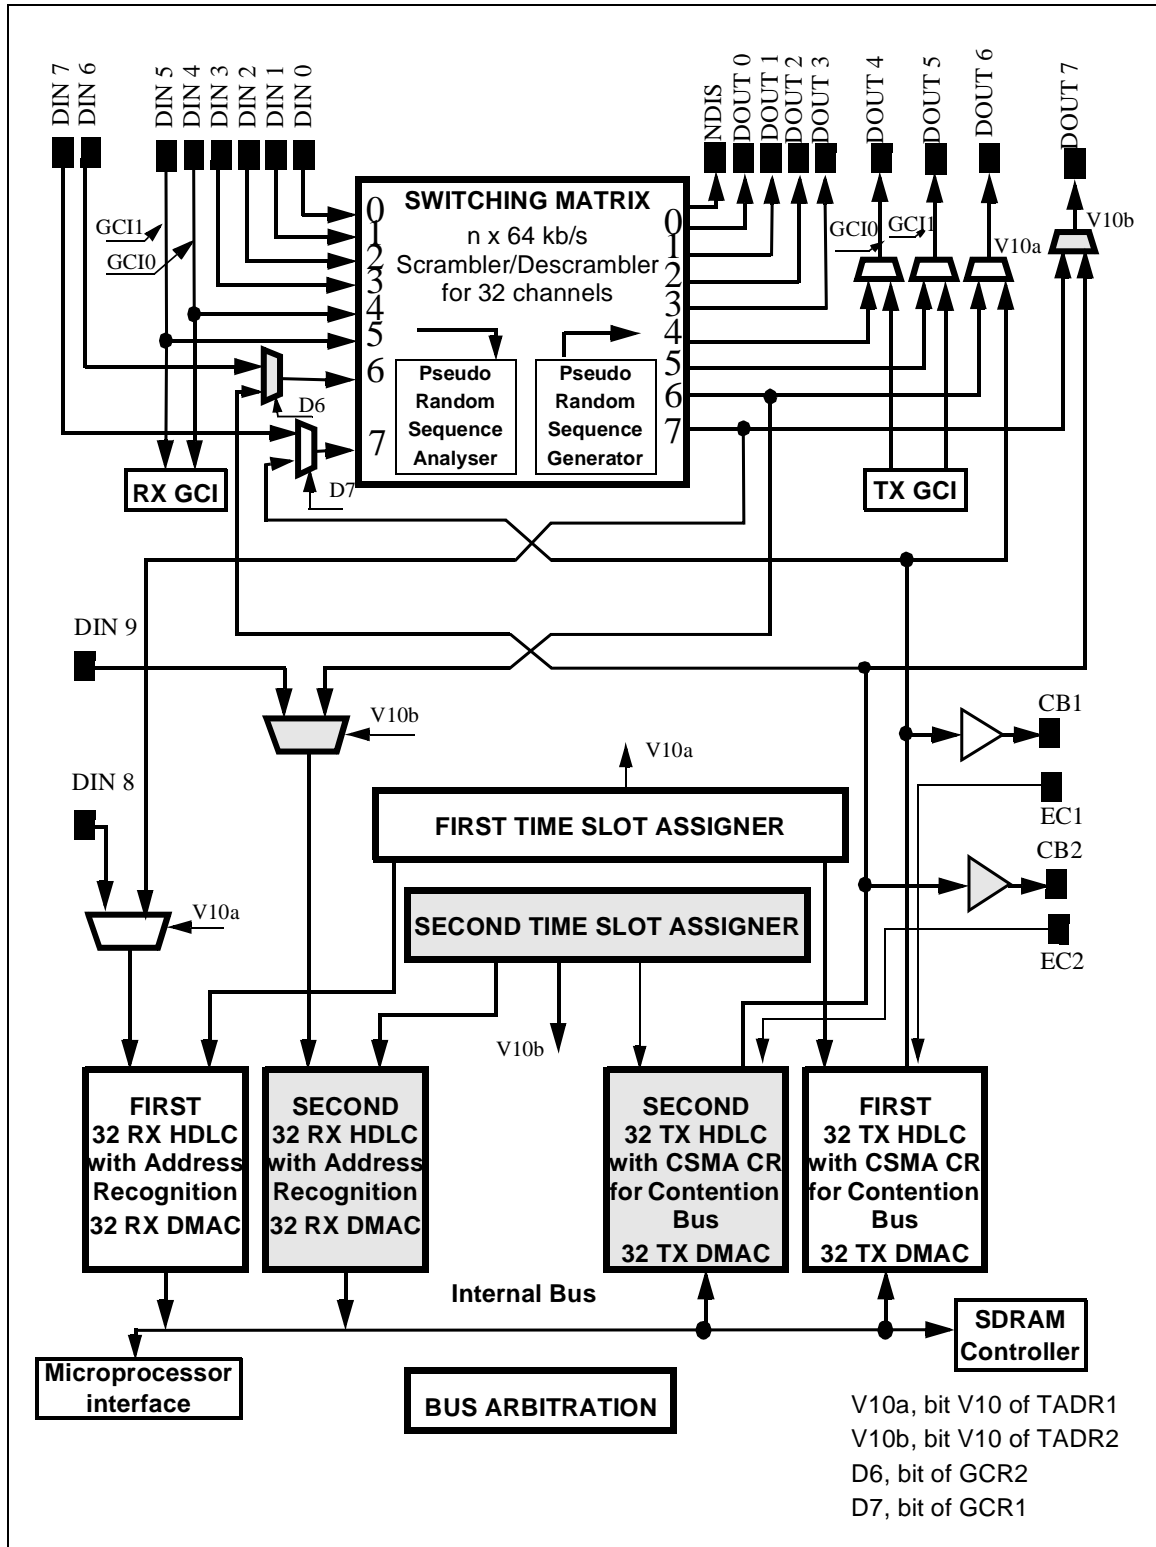 DIN 7
DIN 6
DIN 5
DIN 4
DIN 3
DIN 2
DIN 1
DIN 0
NDIS
DOUT 0
DOUT 1
DOUT 2
DOUT 3
DOUT 4
DOUT 5
DOUT 6
DOUT 7
GCI1
GCI0
GCI0
GCI1
V10a
V10b
SWITCHING MATRIX
n x 64 kb/s
Scrambler/Descrambler
for 32 channels
0
1
2
3
4
5
6
7
0
1
2
3
4
5
6
7
Pseudo
Random
Sequence
Analyser
Pseudo
Random
Sequence
Generator
D6
D7
RX GCI
TX GCI
DIN 9
V10b
DIN 8
V10a
V10a
CB1
EC1
CB2
EC2
FIRST TIME SLOT ASSIGNER
SECOND TIME SLOT ASSIGNER
V10b
FIRST
32 RX HDLC
with Address
Recognition
32 RX DMAC
SECOND
32 RX HDLC
with Address
Recognition
32 RX DMAC
SECOND
32 TX HDLC
with CSMA CR
for Contention
Bus
32 TX DMAC
FIRST
32 TX HDLC
with CSMA CR
for Contention
Bus
32 TX DMAC
Internal Bus
SDRAM
Controller
Microprocessor
interface
BUS ARBITRATION
V10a, bit V10 of TADR1
V10b, bit V10 of TADR2
D6, bit of GCR2
D7, bit of GCR1